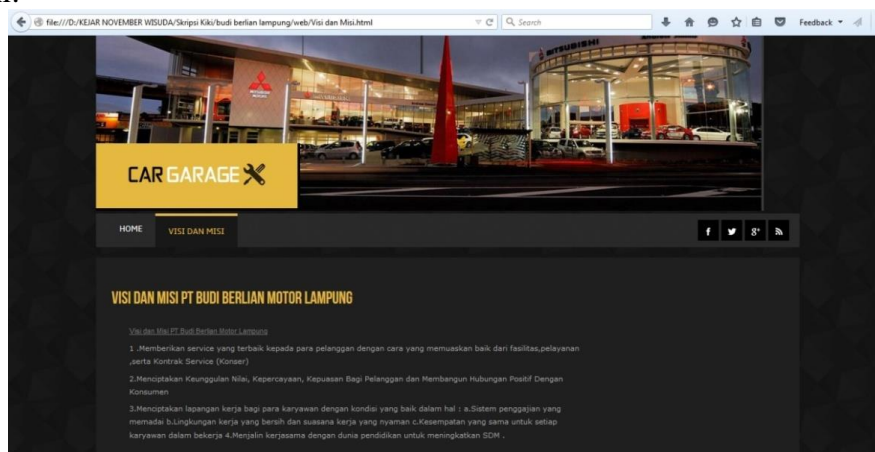 file:///D:/KEJAR NOVEMBER WISUDA/Skripsi Kiki/budi berlian lampung/web/Visi dan Misi.html
Search
Feedback
MITSUBISHI
MITSUBISHI
MOTORS
CAR GARAGE
HOME
VISI DAN MISI
VISI DAN MISI PT BUDI BERLIAN MOTOR LAMPUNG
Visi dan Misi PT Budi Berlian Motor Lampung
1 .Memberikan service yang terbaik kepada para pelanggan dengan cara yang memuaskan baik dari fasilitas,pelayanan
,serta Kontrak Service (Konser)
2.Menciptakan Keunggulan Nilai, Kepercayaan, Kepuasan Bagi Pelanggan dan Membangun Hubungan Positif Dengan
Konsumen
3.Menciptakan lapangan kerja bagi para karyawan dengan kondisi yang baik dalam hal : a.Sistem penggajian yang
memadai b.Lingkungan kerja yang bersih dan suasana kerja yang nyaman c.Kesempatan yang sama untuk setiap
karyawan dalam bekerja 4.Menjalin kerjasama dengan dunia pendidikan untuk meningkatkan SDM .